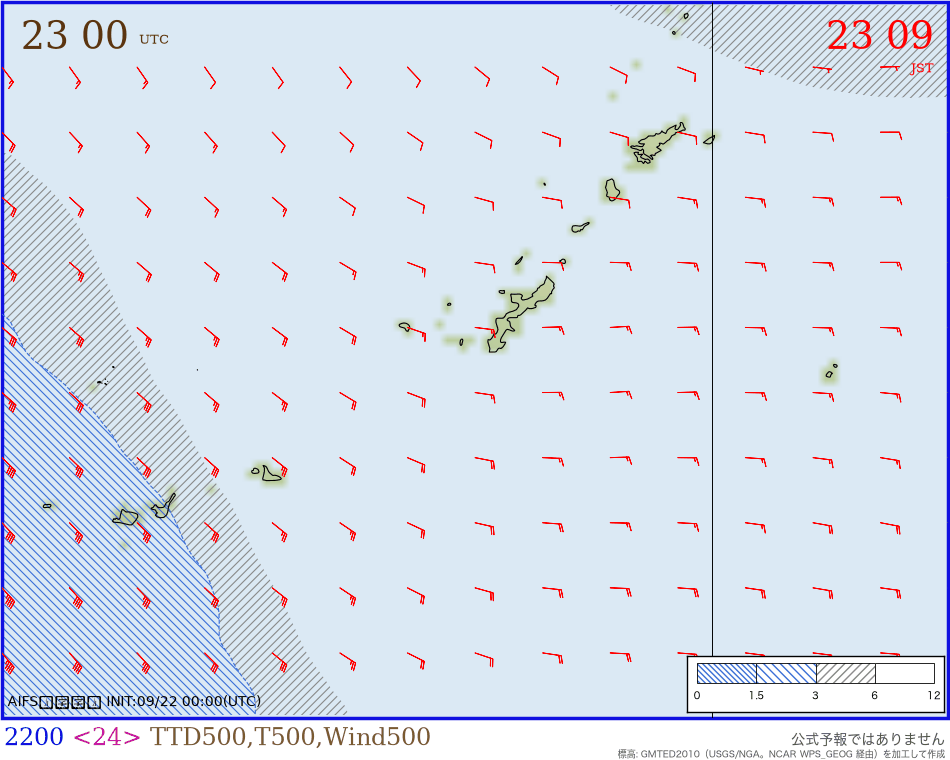 23 00 UTC
23 09
JST
AIFS INIT:09/22 00:00(UTC)
0 1.5 3 6 12
2200 <24> TTD500,T500,Wind500
公式予報ではありません
標高: GMTED2010（USGS/NGA。NCAR WPS_GEOG 経由）を加工して作成